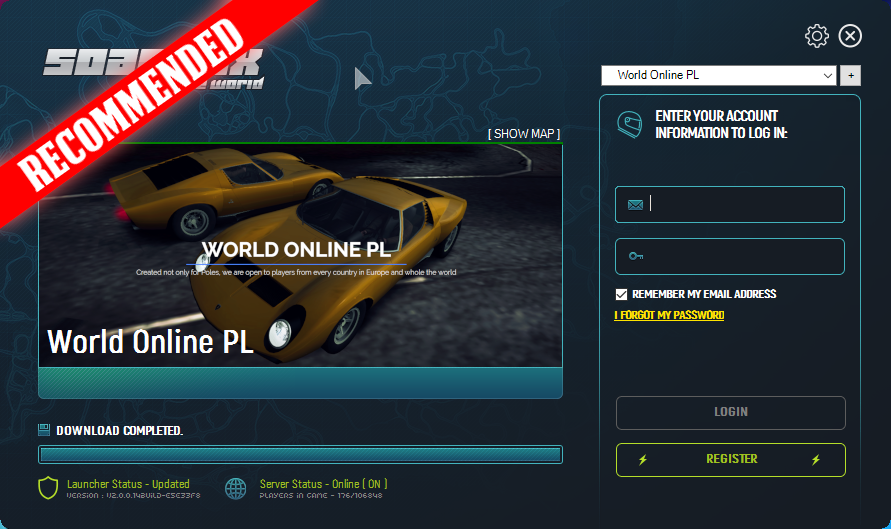 RECOMMENDED
World Online PL
+
ENTER YOUR ACCOUNT
INFORMATION TO LOG IN:
[ SHOW MAP ]
WORLD ONLINE PL
Created not only for Poles, we are open to players from every country in Europe and whole the world
World Online PL
REMEMBER MY EMAIL ADDRESS
I FORGOT MY PASSWORD
DOWNLOAD COMPLETED.
LOGIN
REGISTER
Launcher Status - Updated
VERSION : V2.0.0.14BUILD-E5E33F8
Server Status - Online ( ON )
PLAYERS IN GAME - 176/106848